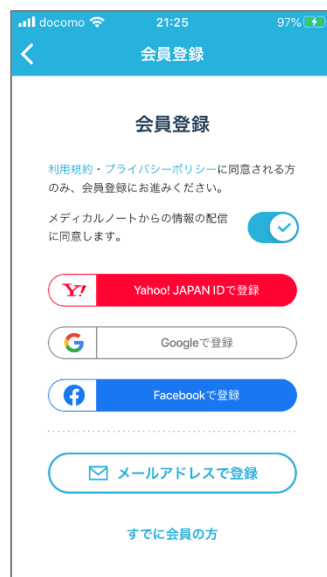 docomo 21:25 97%
会員登録
会員登録
利用規約・プライバシーポリシーに同意される方
のみ、会員登録にお進みください。
メディカルノートからの情報の配信
に同意します。
Y! Yahoo! JAPAN IDで登録
G Googleで登録
f Facebookで登録
メールアドレスで登録
すでに会員の方